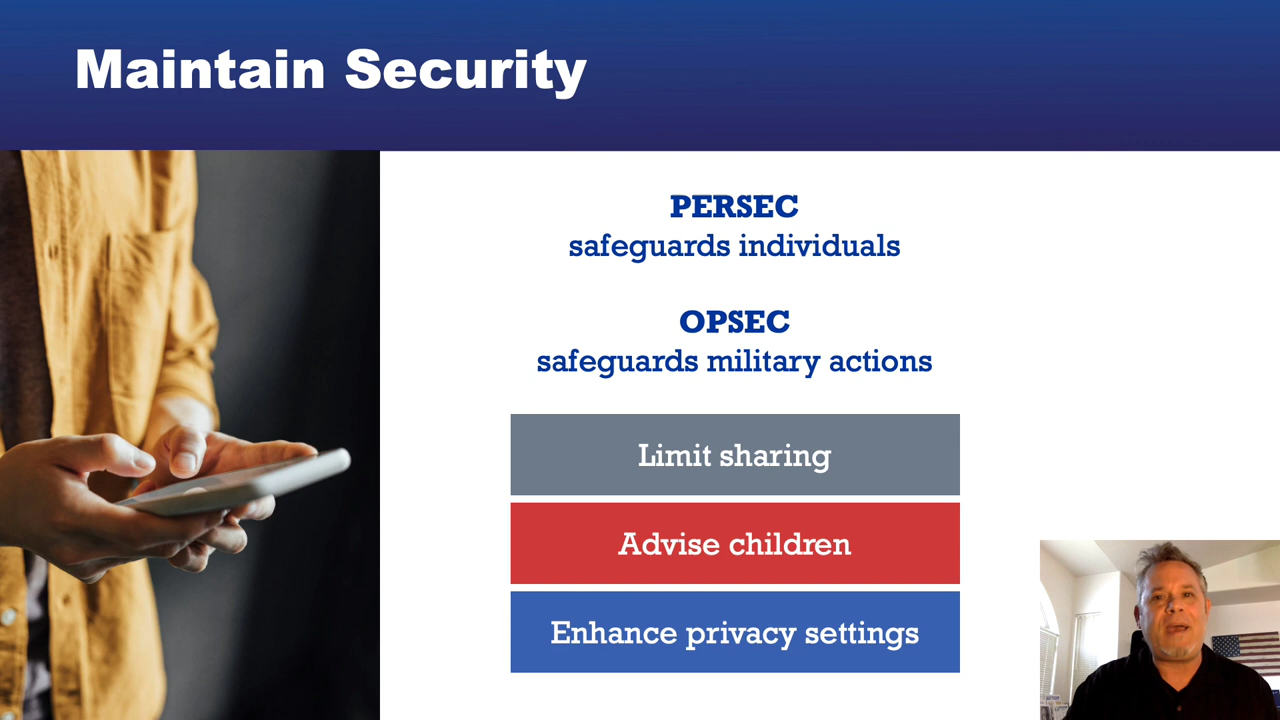 Maintain Security
PERSEC
safeguards individuals
OPSEC
safeguards military actions
Limit sharing
Advise children
Enhance privacy settings